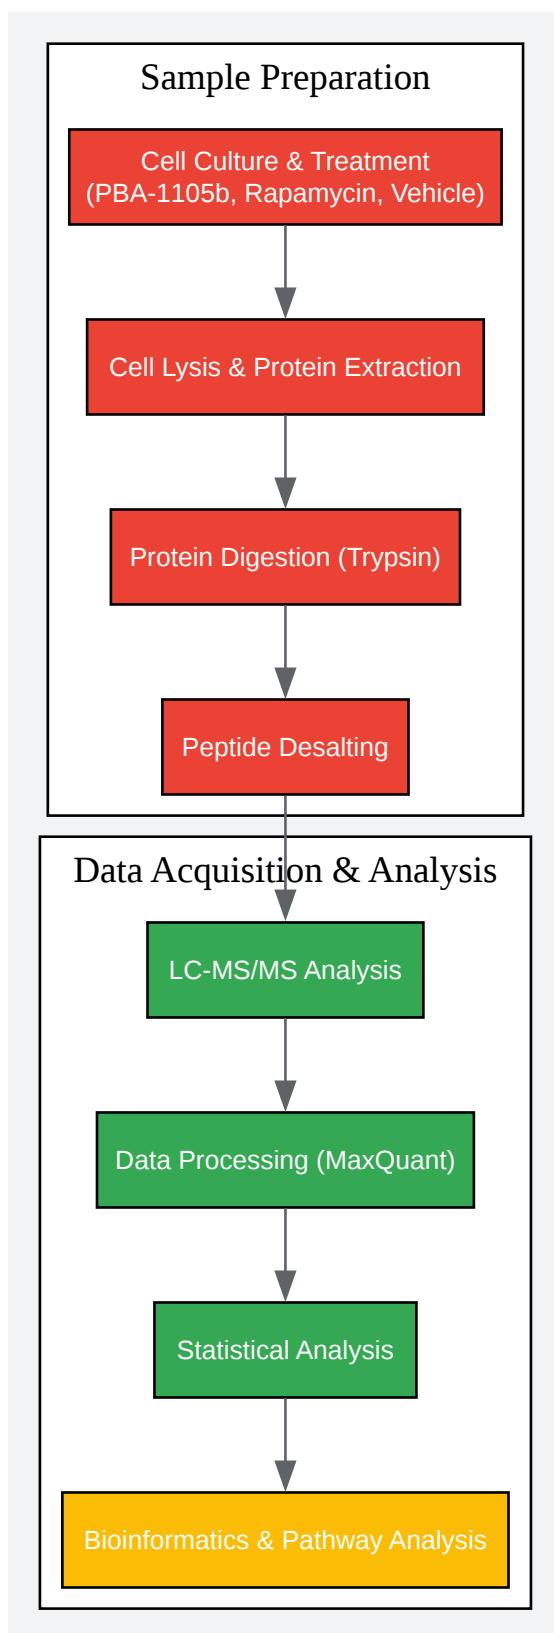 Sample Preparation
Cell Culture & Treatment
(PBA-1105b, Rapamycin, Vehicle)
Cell Lysis & Protein Extraction
Protein Digestion (Trypsin)
Peptide Desalting
Data Acquisition & Analysis
LC-MS/MS Analysis
Data Processing (MaxQuant)
Statistical Analysis
Bioinformatics & Pathway Analysis